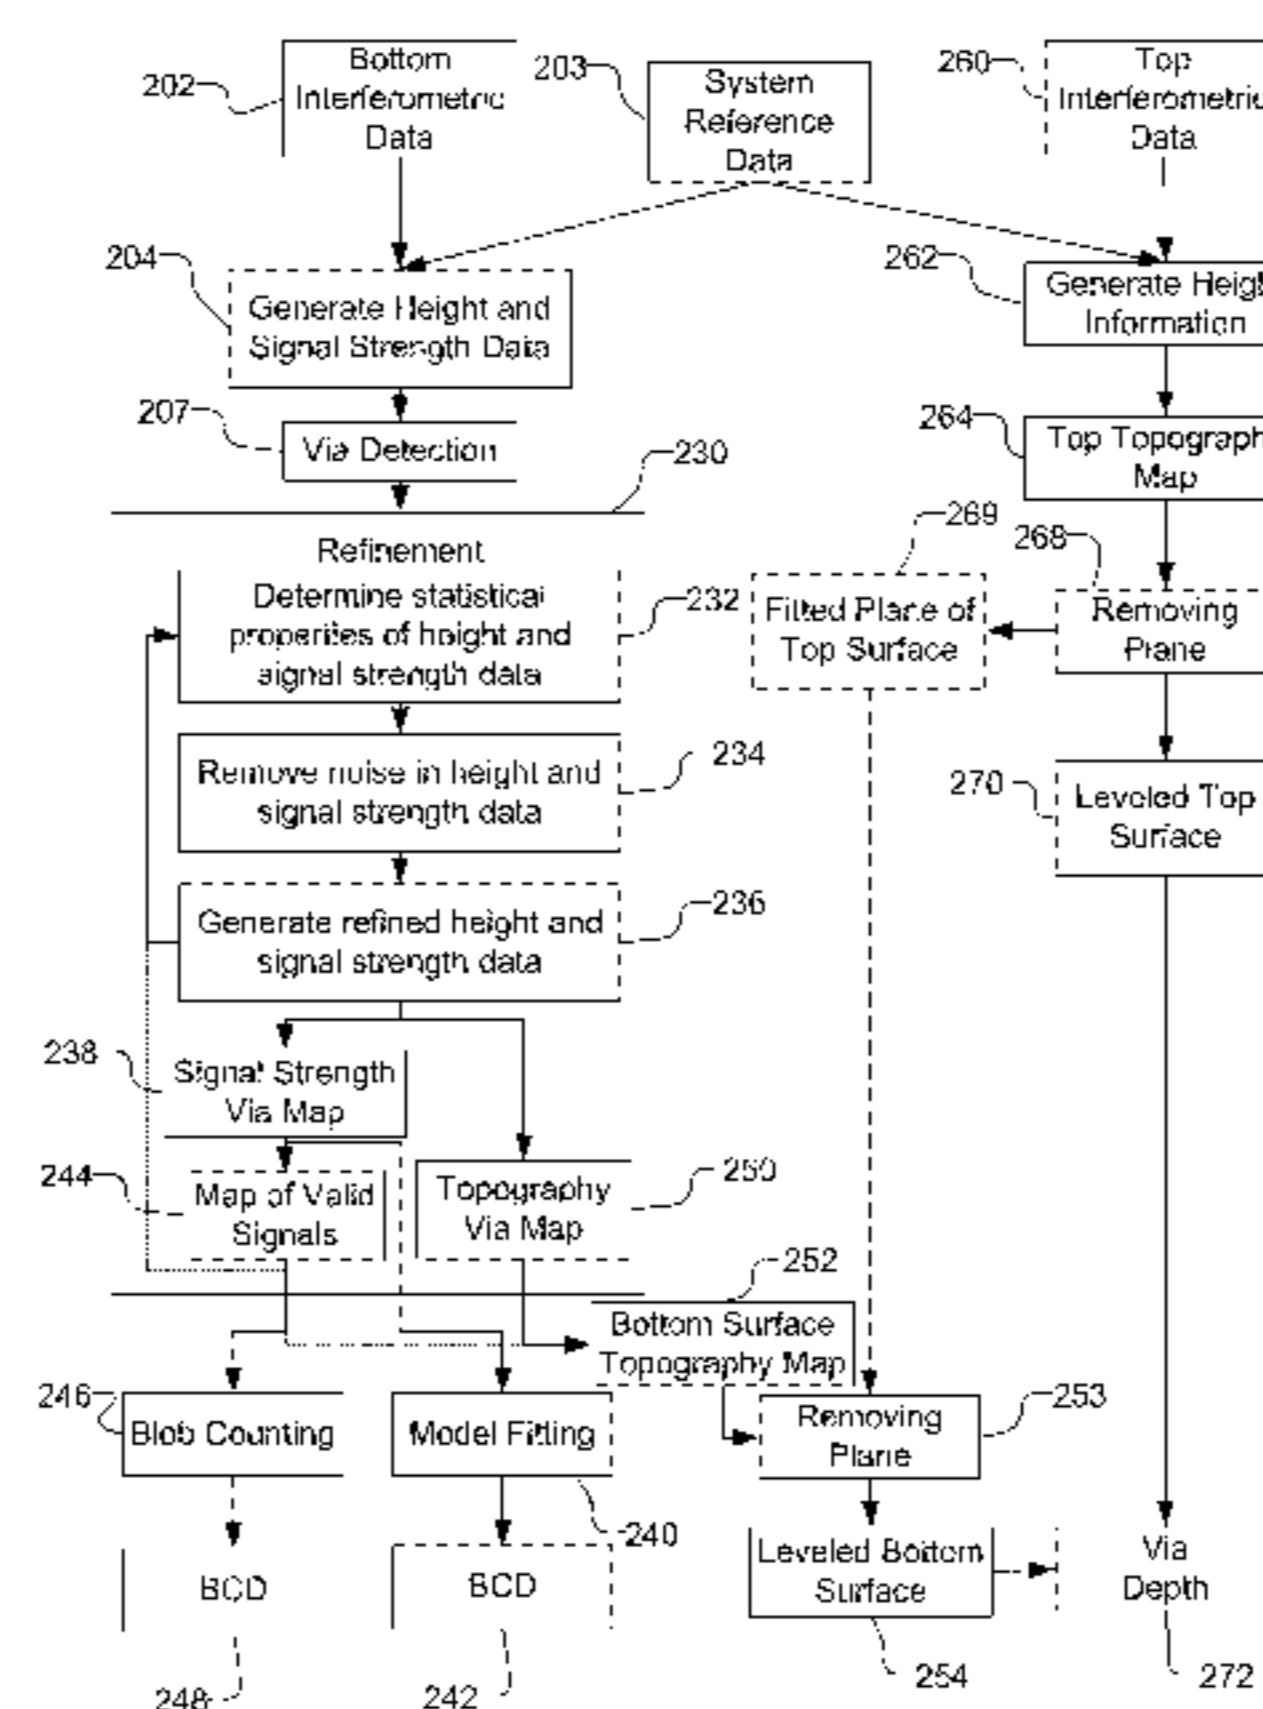 202
Bottom
Interferometric
Data
203
System
Reference
Data
260
Top
Interferometric
Data
204
Generate Height and
Signal Strength Data
262
Generate Heig
Information
207
Via Detection
264
Top Topograph
Map
230
Refinement
Determine statistical
properties of height and
signal strength data
232
269
Fitted Plane of
Top Surface
268
Removing
Plane
234
Remove noise in height and
signal strength data
270
Leveled Top
Surface
236
Generate refined height and
signal strength data
238
Signal Strength
Via Map
244
Map of Valid
Signals
250
Topography
Via Map
252
Bottom Surface
Topography Map
246
Blob Counting
Model Fitting
240
253
Removing
Plane
BCD
248
BCD
242
Leveled Bottom
Surface
254
Via
Depth
272